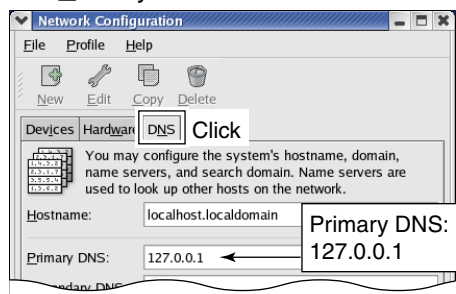 Network Configuration
File Profile Help
New Edit Copy Delete
Devices Hardware DNS Click
You may configure the system's hostname, domain,
name servers, and search domain. Name servers are
used to look up other hosts on the network.
Hostname: localhost.localdomain
Primary DNS:
127.0.0.1
Primary DNS: 127.0.0.1
DNS